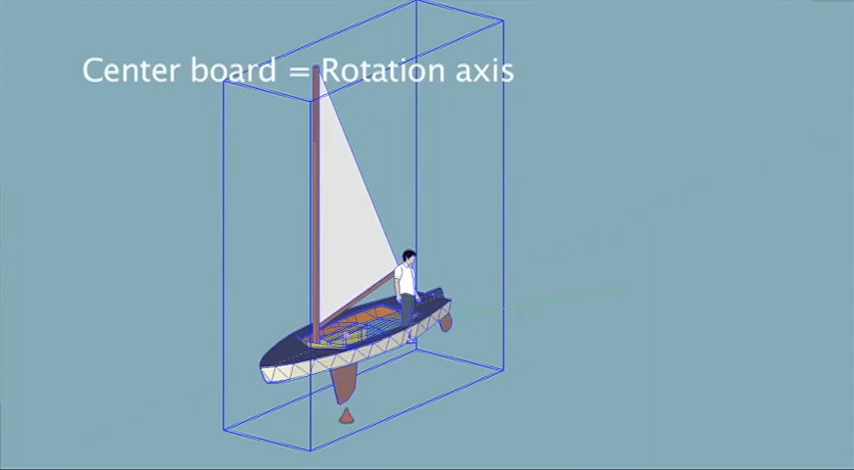 Center board = Rotation axis